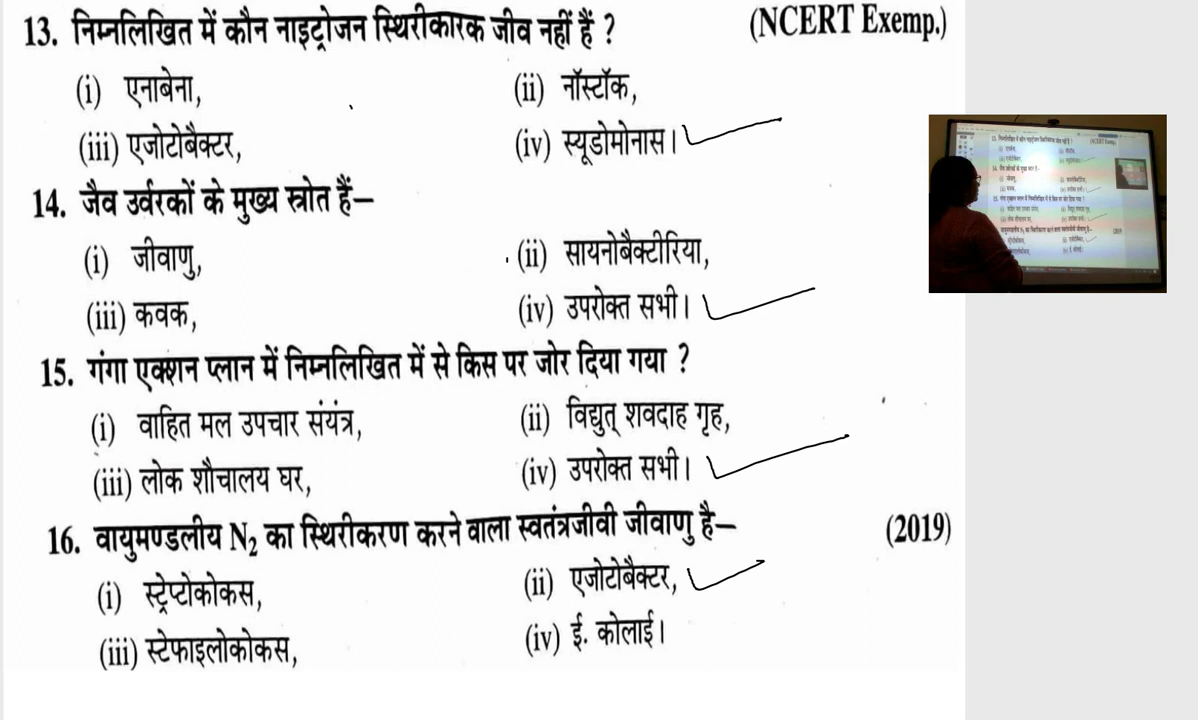 13. निम्नलिखित में कौन नाइट्रोजन स्थिरीकारक जीव नहीं हैं ? (NCERT Exemp.)
(i) एनाबेना, (ii) नॉस्टॉक,
(iii) एजोटोबैक्टर, (iv) स्यूडोमोनास।
14. जैव उर्वरकों के मुख्य स्रोत हैं–
(i) जीवाणु, (ii) सायनोबैक्टीरिया,
(iii) कवक, (iv) उपरोक्त सभी।
15. गंगा एक्शन प्लान में निम्नलिखित में से किस पर जोर दिया गया ?
(i) वाहित मल उपचार संयंत्र, (ii) विद्युत् शवदाह गृह,
(iii) लोक शौचालय घर, (iv) उपरोक्त सभी।
16. वायुमण्डलीय N₂ का स्थिरीकरण करने वाला स्वतंत्रजीवी जीवाणु है– (2019)
(i) स्ट्रेप्टोकोकस, (ii) एजोटोबैक्टर,
(iii) स्टेफाइलोकोकस, (iv) ई. कोलाई।